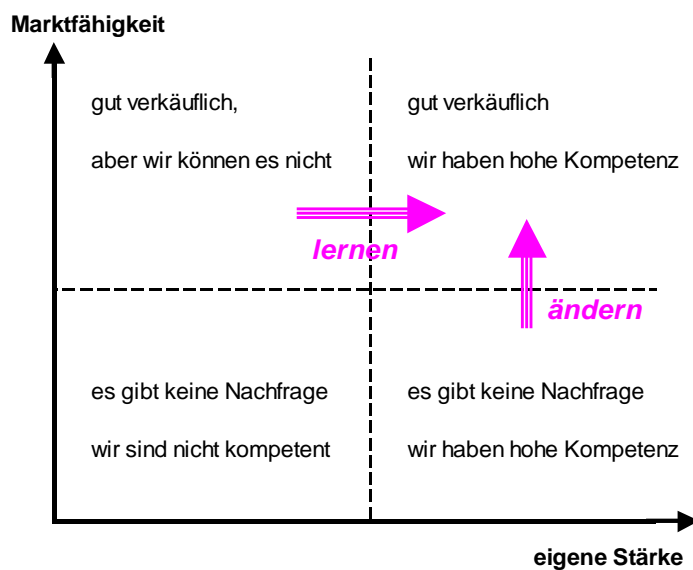 Marktfähigkeit
gut verkäuflich,
aber wir können es nicht
gut verkäuflich
wir haben hohe Kompetenz
lernen
ändern
es gibt keine Nachfrage
wir sind nicht kompetent
es gibt keine Nachfrage
wir haben hohe Kompetenz
eigene Stärke